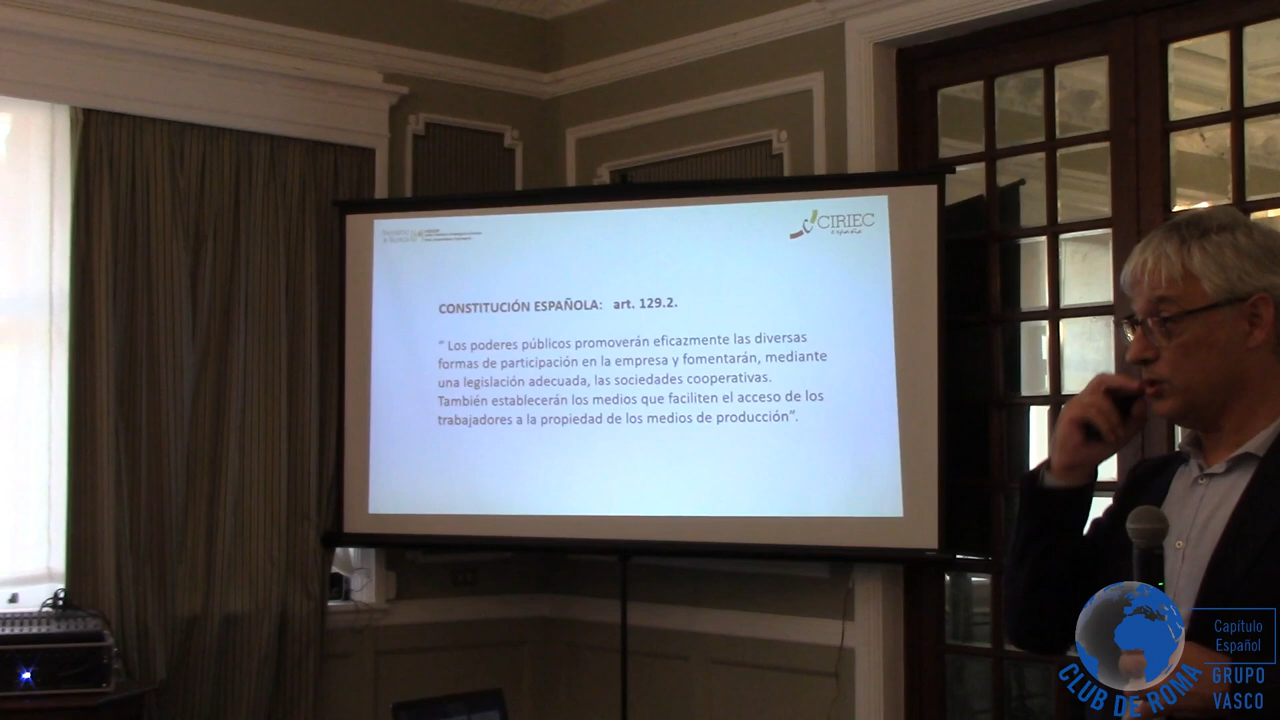 CIRIEC
españa
CONSTITUCIÓN ESPAÑOLA: art. 129.2.
“ Los poderes públicos promoverán eficazmente las diversas
formas de participación en la empresa y fomentarán, mediante
una legislación adecuada, las sociedades cooperativas.
También establecerán los medios que faciliten el acceso de los
trabajadores a la propiedad de los medios de producción”.
Capítulo
Español
GRUPO
VASCO
CLUB DE ROMA